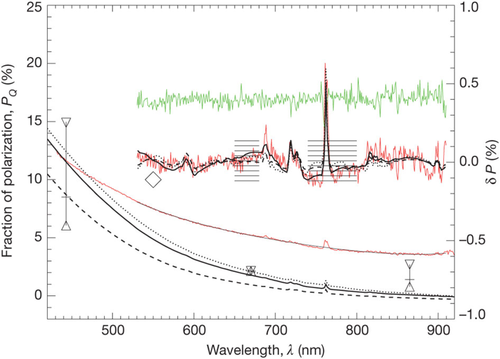 25
20
15
10
5
0
Fraction of polarization, P_Q (%)
1.0
0.5
0.0
−0.5
−1.0
δ P (%)
500 600 700 800 900
Wavelength, λ (nm)